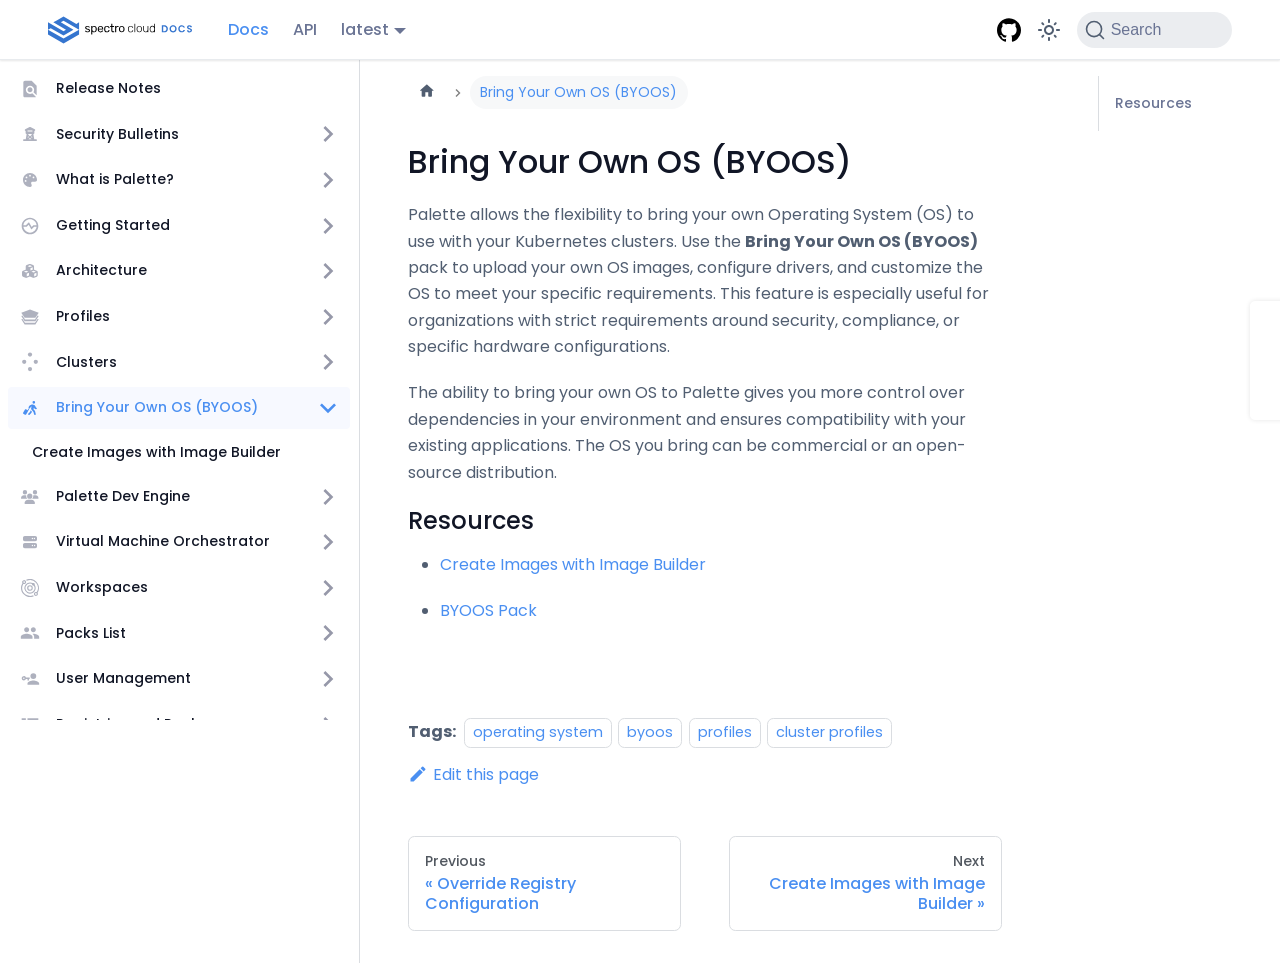 spectro cloud DOCS
Docs
API
latest
Search
Release Notes
Security Bulletins
What is Palette?
Getting Started
Architecture
Profiles
Clusters
Bring Your Own OS (BYOOS)
Create Images with Image Builder
Palette Dev Engine
Virtual Machine Orchestrator
Workspaces
Packs List
User Management
Bring Your Own OS (BYOOS)
Bring Your Own OS (BYOOS)
Palette allows the flexibility to bring your own Operating System (OS) to
use with your Kubernetes clusters. Use the Bring Your Own OS (BYOOS)
pack to upload your own OS images, configure drivers, and customize the
OS to meet your specific requirements. This feature is especially useful for
organizations with strict requirements around security, compliance, or
specific hardware configurations.
The ability to bring your own OS to Palette gives you more control over
dependencies in your environment and ensures compatibility with your
existing applications. The OS you bring can be commercial or an open-
source distribution.
Resources
Create Images with Image Builder
BYOOS Pack
Tags: operating system byoos profiles cluster profiles
Edit this page
Previous
« Override Registry
Configuration
Next
Create Images with Image
Builder »
Resources